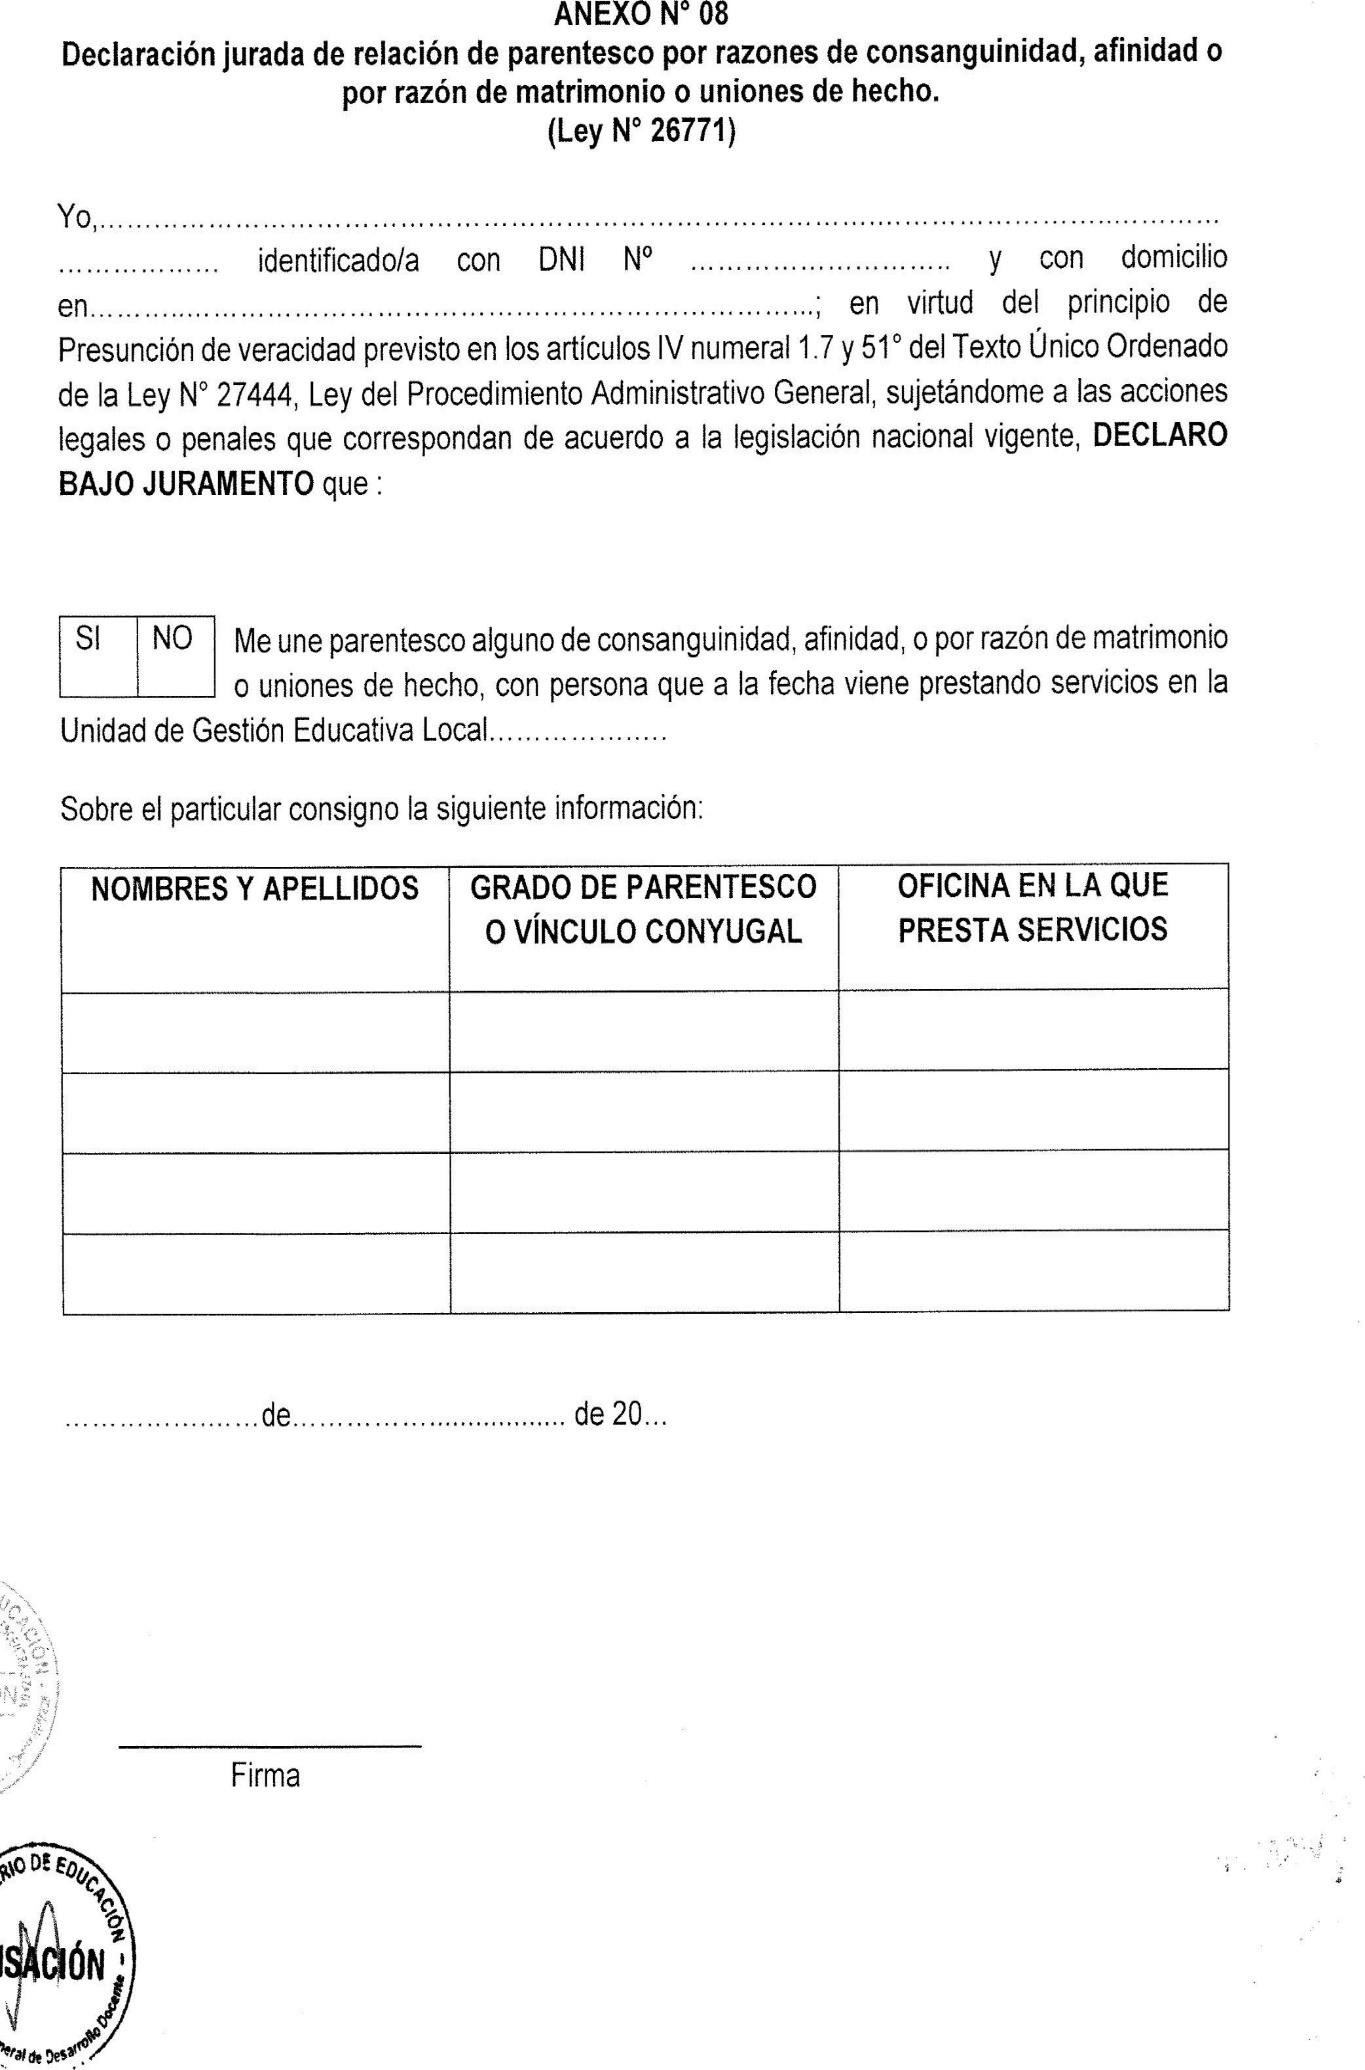 ANEXO N° 08
Declaración jurada de relación de parentesco por razones de consanguinidad, afinidad o
por razón de matrimonio o uniones de hecho.
(Ley N° 26771)
Yo,..............................................................................................................................
.................. identificado/a con DNI Nº ............................. y con domicilio
en................................................................................; en virtud del principio de
Presunción de veracidad previsto en los artículos IV numeral 1.7 y 51° del Texto Único Ordenado
de la Ley N° 27444, Ley del Procedimiento Administrativo General, sujetándome a las acciones
legales o penales que correspondan de acuerdo a la legislación nacional vigente, DECLARO
BAJO JURAMENTO que :
SI NO Me une parentesco alguno de consanguinidad, afinidad, o por razón de matrimonio
o uniones de hecho, con persona que a la fecha viene prestando servicios en la
Unidad de Gestión Educativa Local....................
Sobre el particular consigno la siguiente información:
NOMBRES Y APELLIDOS GRADO DE PARENTESCO OFICINA EN LA QUE
O VÍNCULO CONYUGAL PRESTA SERVICIOS
.....................de.............................. de 20...
Firma
DE EDUCACIÓN
de Desarrollo Docente